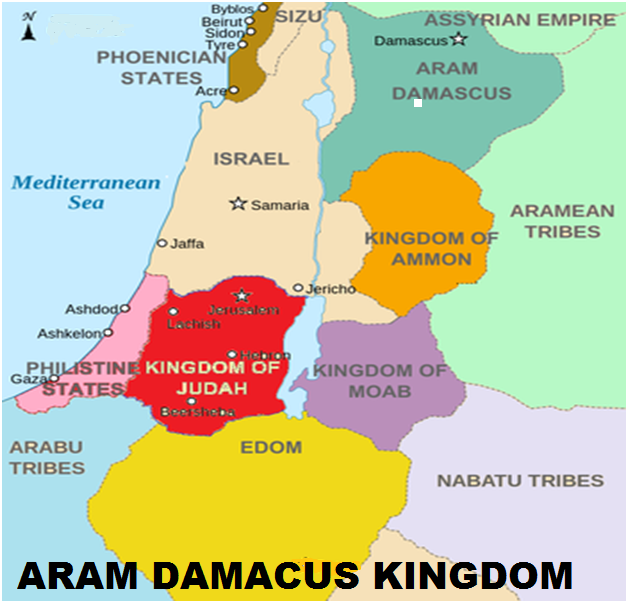 N
Byblos
SIZU
ASSYRIAN EMPIRE
Beirut
Sidon
Damascus
Tyre
PHOENICIAN
STATES
ARAM
DAMASCUS
Acre
ISRAEL
Mediterranean
Sea
Samaria
ARAMEAN
TRIBES
Jaffa
KINGDOM OF
AMMON
Jericho
Ashdod
Jerusalem
Lachish
Ashkelon
Hebron
PHILISTINE
STATES
KINGDOM OF
JUDAH
KINGDOM OF
MOAB
Gaza
Beersheba
ARABU
TRIBES
EDOM
NABATU TRIBES
ARAM DAMACUS KINGDOM